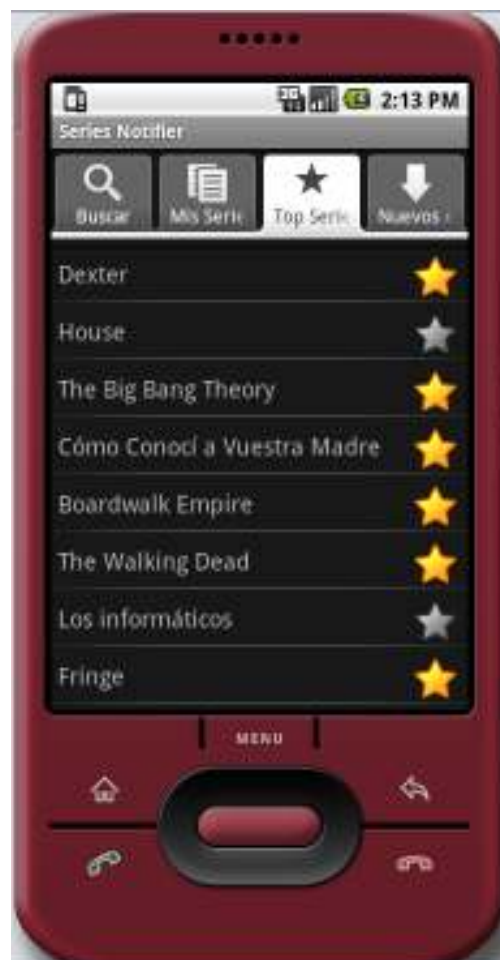 2:13 PM
Series Notifier
Buscar
Mis Serie
Top Serie
Nuevos
Dexter
House
The Big Bang Theory
Cómo Conocí a Vuestra Madre
Boardwalk Empire
The Walking Dead
Los informáticos
Fringe
MENU